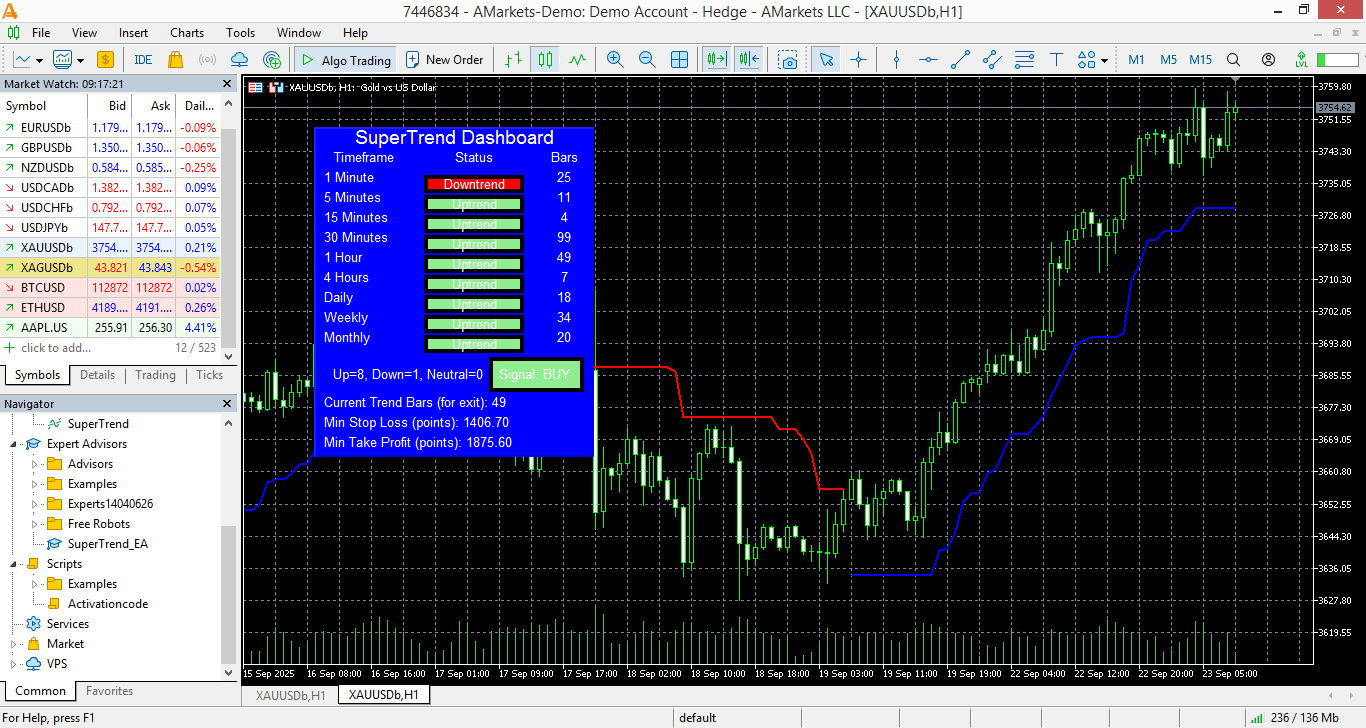 7446834 - AMarkets-Demo: Demo Account - Hedge - AMarkets LLC - [XAUUSDb,H1]
File View Insert Charts Tools Window Help
IDE Algo Trading New Order M1 M5 M15 LVL
Market Watch: 09:17:21
Symbol Bid Ask Dail...
EURUSDb 1.179... 1.179... -0.09%
GBPUSDb 1.350... 1.350... -0.06%
NZDUSDb 0.584... 0.585... -0.25%
USDCADb 1.382... 1.382... 0.09%
USDCHFb 0.792... 0.792... 0.07%
USDJPYb 147.7... 147.7... 0.05%
XAUUSDb 3754.... 3754.... 0.21%
XAGUSDb 43.821 43.843 -0.54%
BTCUSD 112872 112872 0.02%
ETHUSD 4189.... 4191.... 0.26%
AAPL.US 255.91 256.30 4.41%
click to add... 12 / 523
Symbols Details Trading Ticks
Navigator
SuperTrend
Expert Advisors
Advisors
Examples
Experts14040626
Free Robots
SuperTrend_EA
Scripts
Examples
Activationcode
Services
Market
VPS
Common Favorites
XAUUSDb, H1: Gold vs US Dollar
SuperTrend Dashboard
Timeframe Status Bars
1 Minute Downtrend 25
5 Minutes Uptrend 11
15 Minutes Uptrend 4
30 Minutes Uptrend 99
1 Hour Uptrend 49
4 Hours Uptrend 7
Daily Uptrend 18
Weekly Uptrend 34
Monthly Uptrend 20
Up=8, Down=1, Neutral=0 Signal: BUY
Current Trend Bars (for exit): 49
Min Stop Loss (points): 1406.70
Min Take Profit (points): 1875.60
3759.80
3754.62
3751.55
3743.30
3735.05
3726.80
3718.55
3710.30
3702.05
3693.80
3685.55
3677.30
3669.05
3660.80
3652.55
3644.30
3636.05
3627.80
3619.55
15 Sep 2025 16 Sep 08:00 16 Sep 16:00 17 Sep 01:00 17 Sep 09:00 17 Sep 17:00 18 Sep 02:00 18 Sep 10:00 18 Sep 18:00 19 Sep 03:00 19 Sep 11:00 19 Sep 19:00 22 Sep 04:00 22 Sep 12:00 22 Sep 20:00 23 Sep 05:00
XAUUSDb,H1 XAUUSDb,H1
For Help, press F1 default 236 / 136 Mb